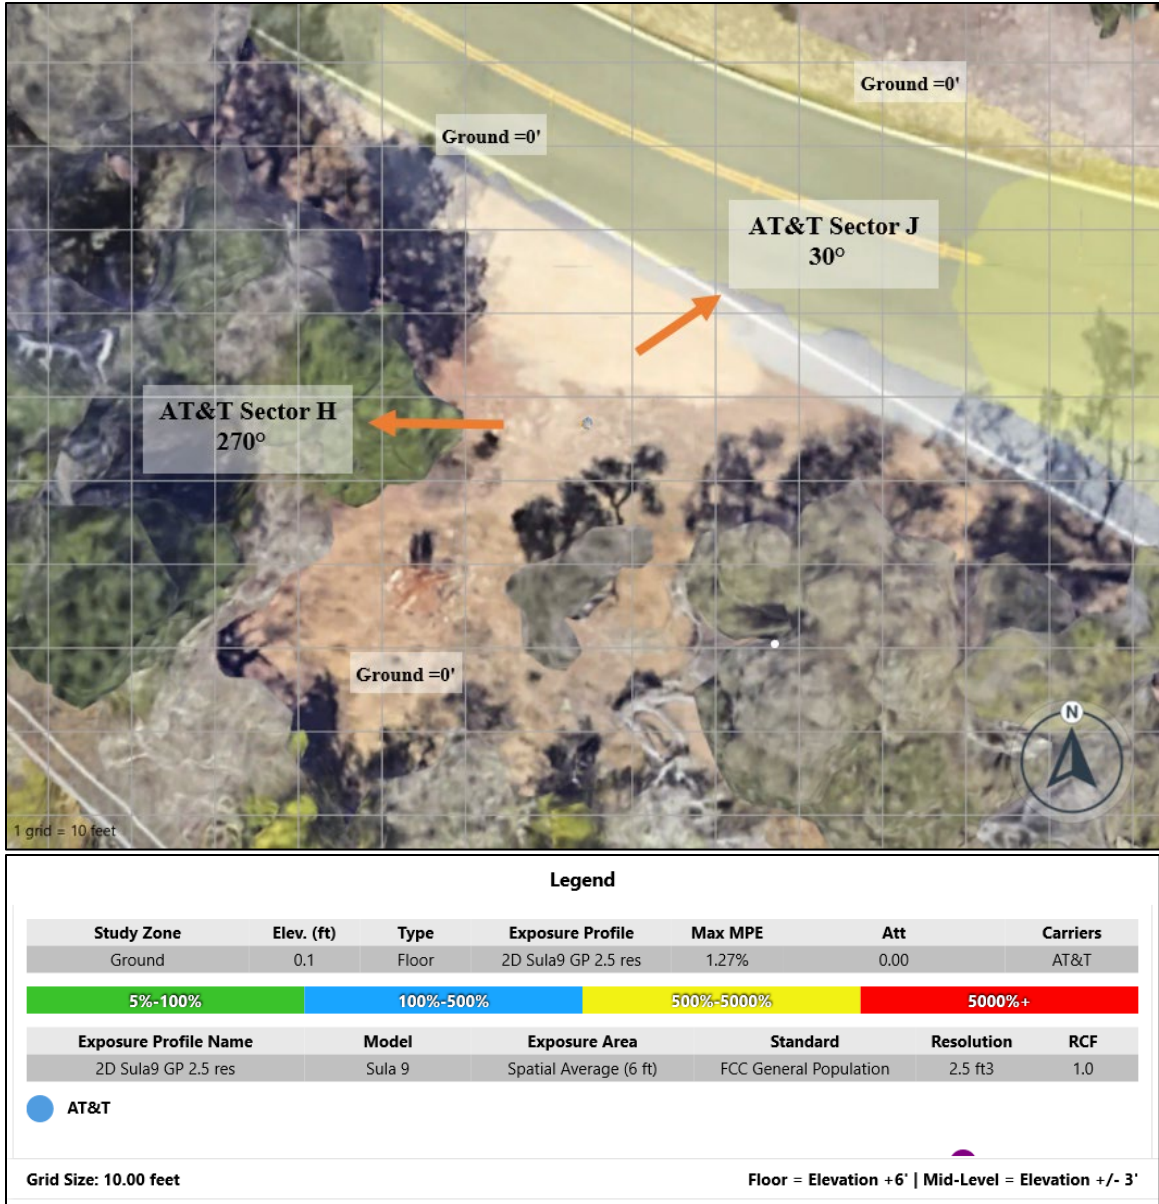 Ground =0'
Ground =0'
AT&T Sector J
30°
AT&T Sector H
270°
Ground =0'
N
1 grid = 10 feet
Legend
Study Zone Elev. (ft) Type Exposure Profile Max MPE Att Carriers
Ground 0.1 Floor 2D Sula9 GP 2.5 res 1.27% 0.00 AT&T
5%-100% 100%-500% 500%-5000% 5000%+
Exposure Profile Name Model Exposure Area Standard Resolution RCF
2D Sula9 GP 2.5 res Sula 9 Spatial Average (6 ft) FCC General Population 2.5 ft3 1.0
AT&T
Grid Size: 10.00 feet Floor = Elevation +6' | Mid-Level = Elevation +/- 3'